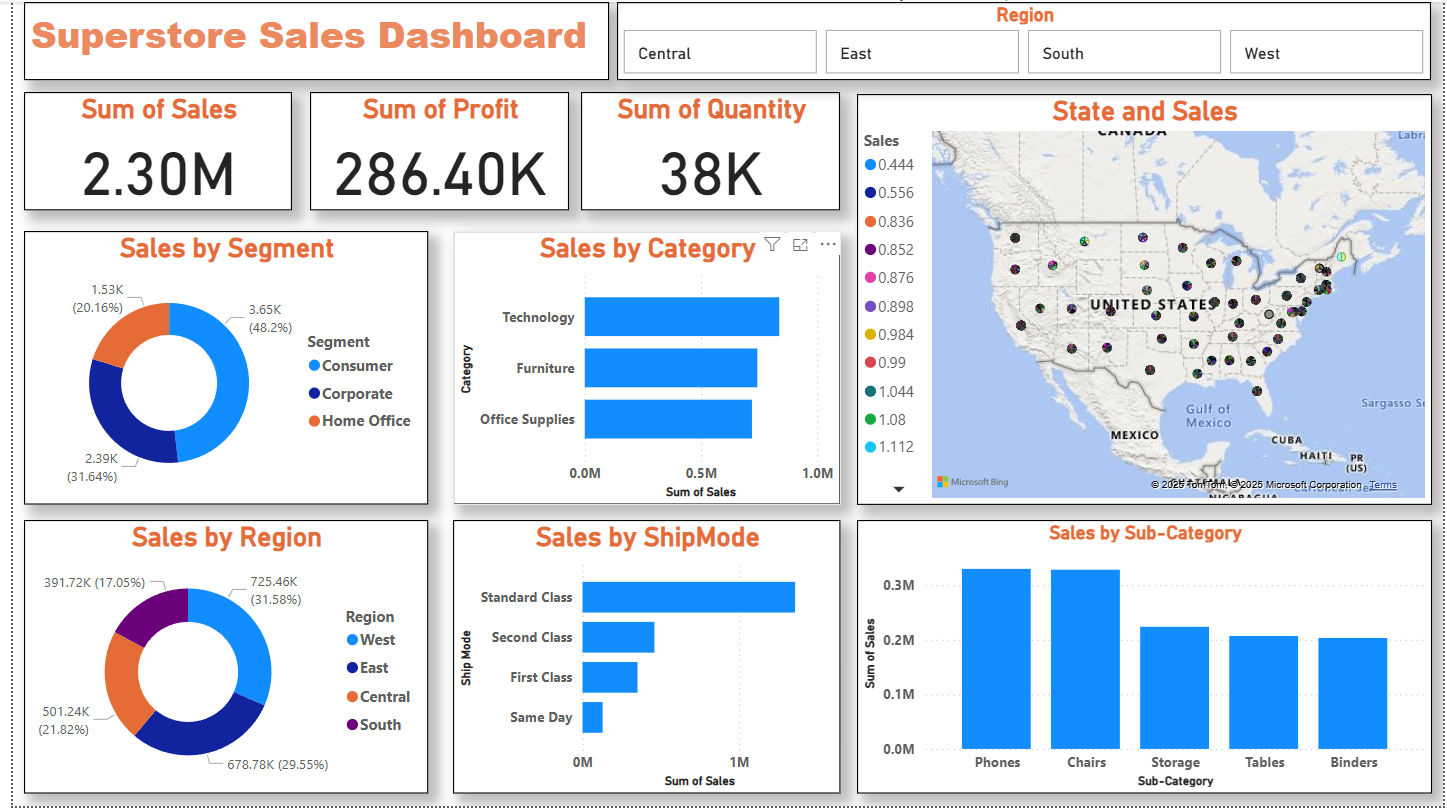 Superstore Sales Dashboard
Region
Central
East
South
West
Sum of Sales
2.30M
Sum of Profit
286.40K
Sum of Quantity
38K
State and Sales
Sales
0.444
0.556
0.836
0.852
0.876
0.898
0.984
0.99
1.044
1.08
1.112
CANADA
UNITED STATES
Gulf of
Mexico
MEXICO
CUBA
HAITI
PR
(US)
Sargasso Se
Labra
GUATEMALA
NICARAGUA
Caribbean Se
Microsoft Bing
© 2025 TomTom, © 2025 Microsoft Corporation Terms
Sales by Segment
1.53K
(20.16%)
3.65K
(48.2%)
2.39K
(31.64%)
Segment
Consumer
Corporate
Home Office
Sales by Category
Category
Technology
Furniture
Office Supplies
0.0M
0.5M
1.0M
Sum of Sales
Sales by Region
391.72K (17.05%)
725.46K
(31.58%)
501.24K
(21.82%)
678.78K (29.55%)
Region
West
East
Central
South
Sales by ShipMode
Ship Mode
Standard Class
Second Class
First Class
Same Day
0M
1M
Sum of Sales
Sales by Sub-Category
Sum of Sales
0.3M
0.2M
0.1M
0.0M
Phones
Chairs
Storage
Tables
Binders
Sub-Category